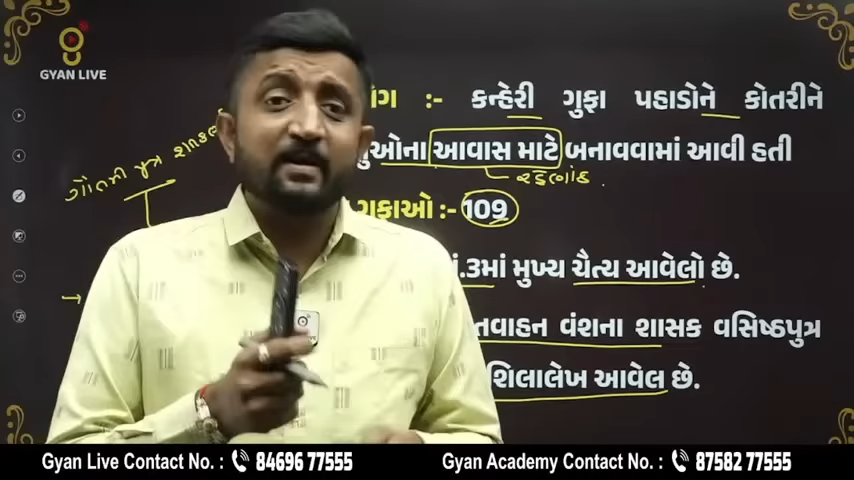 GYAN LIVE
ગ :- કન્હેરી ગુફા પહાડોને કોતરીને
ઓના આવાસ માટે બનાવવામાં આવી હતી
ગૌતમી પુત્ર
ગુફાઓ :- 109
.3માં મુખ્ય ચૈત્ય આવેલો છે.
તવાહન વંશના શાસક વસિષ્ઠપુત્ર
શિલાલેખ આવેલ છે.
Gyan Live Contact No. : 84696 77555
Gyan Academy Contact No. : 87582 77555